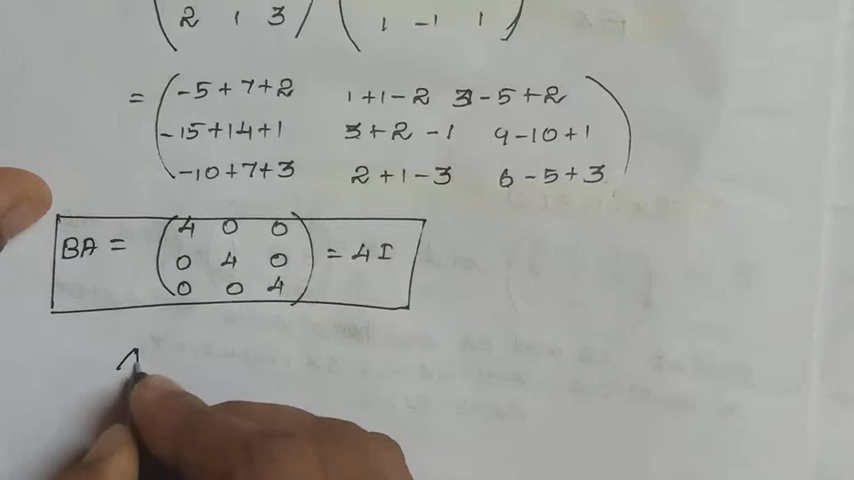 2 1 3 1 -1 1
= -5+7+2 1+1-2 3-5+2
-15+14+1 3+2-1 9-10+1
-10+7+3 2+1-3 6-5+3
4 0 0
BA = 0 4 0 = 4I
0 0 4